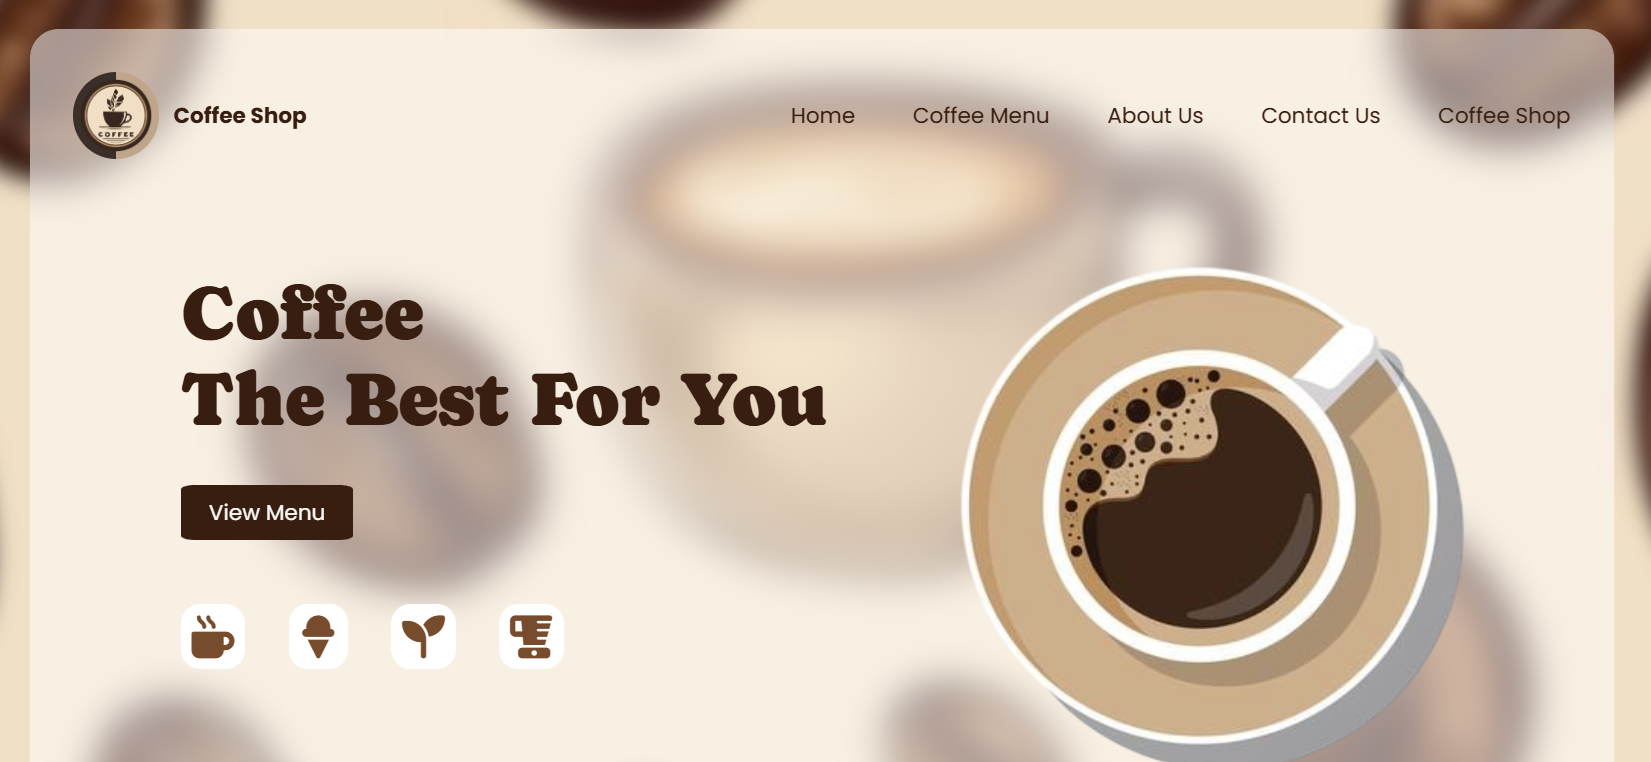 COFFEE
Coffee Shop
Home
Coffee Menu
About Us
Contact Us
Coffee Shop
Coffee
The Best For You
View Menu